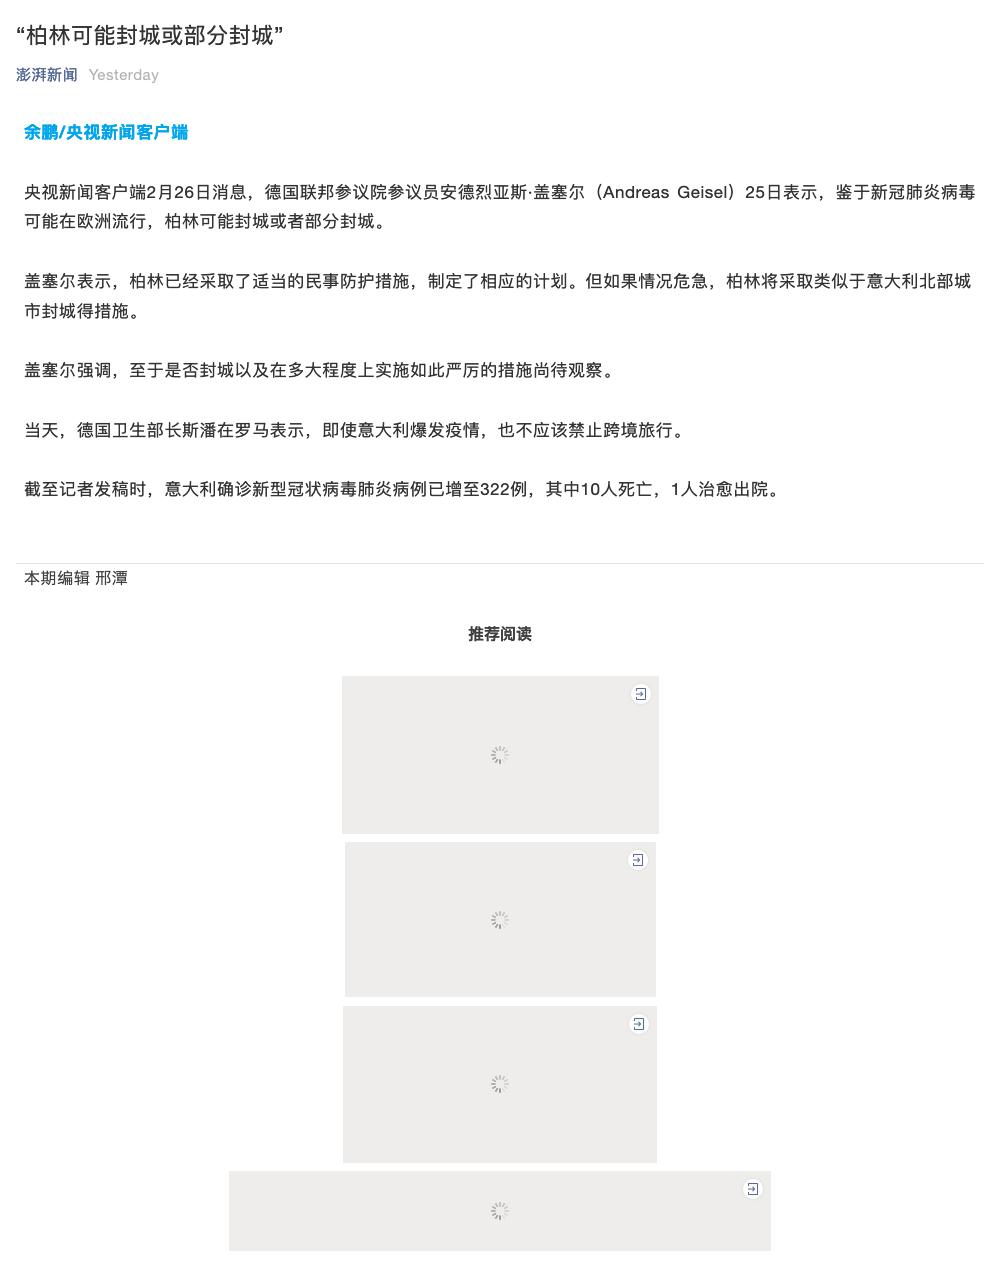 “柏林可能封城或部分封城”
澎湃新闻 Yesterday
余鹏/央视新闻客户端
央视新闻客户端2月26日消息，德国联邦参议院参议员安德烈亚斯·盖塞尔（Andreas Geisel）25日表示，鉴于新冠肺炎病毒
可能在欧洲流行，柏林可能封城或者部分封城。
盖塞尔表示，柏林已经采取了适当的民事防护措施，制定了相应的计划。但如果情况危急，柏林将采取类似于意大利北部城
市封城得措施。
盖塞尔强调，至于是否封城以及在多大程度上实施如此严厉的措施尚待观察。
当天，德国卫生部长斯潘在罗马表示，即使意大利爆发疫情，也不应该禁止跨境旅行。
截至记者发稿时，意大利确诊新型冠状病毒肺炎病例已增至322例，其中10人死亡，1人治愈出院。
本期编辑 邢潭
推荐阅读